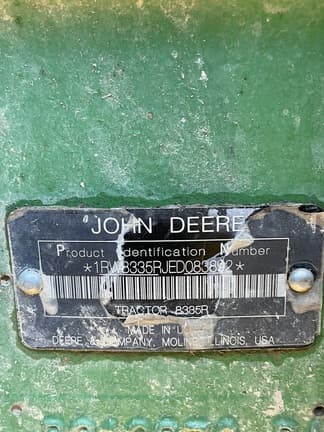 JOHN DEERE
Product Identification Number
*1RW8335RJED083892*
TRACTOR 8335R
MADE IN U
DEERE & COMPANY, MOLINE, ILLINOIS, USA